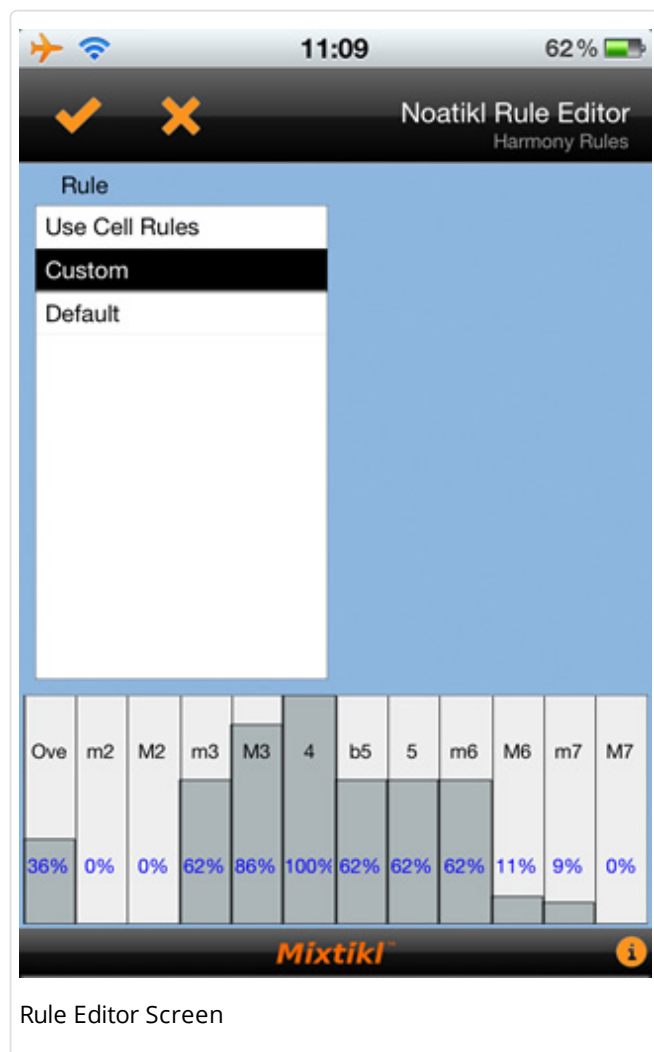 11:09 62%
Noatikl Rule Editor
Harmony Rules
Rule
Use Cell Rules
Custom
Default
Ove m2 M2 m3 M3 4 b5 5 m6 M6 m7 M7
36% 0% 0% 62% 86% 100% 62% 62% 62% 11% 9% 0%
Mixtikl™ i
Rule Editor Screen